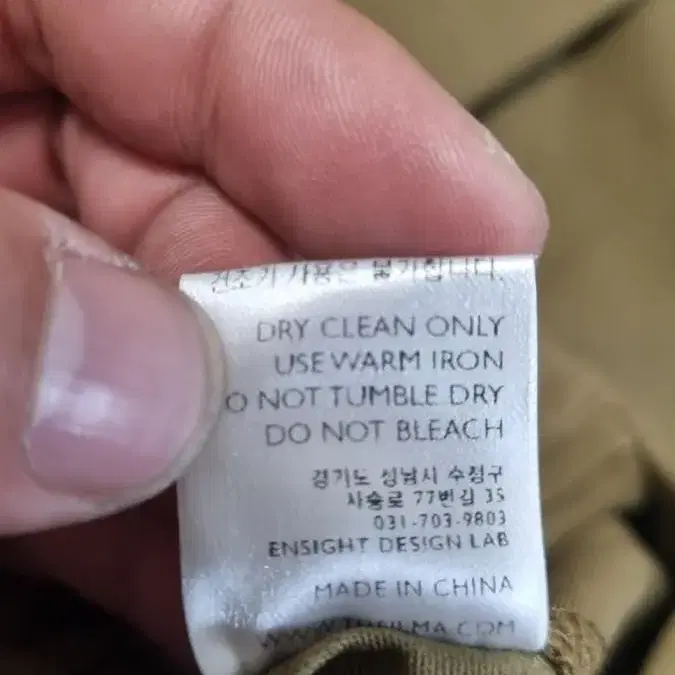 건조기 사용은 불가합니다.
DRY CLEAN ONLY
USE WARM IRON
O NOT TUMBLE DRY
DO NOT BLEACH
경기도 성남시 수정구
사송로 77번길 35
031-703-9803
ENSIGHT DESIGN LAB
MADE IN CHINA